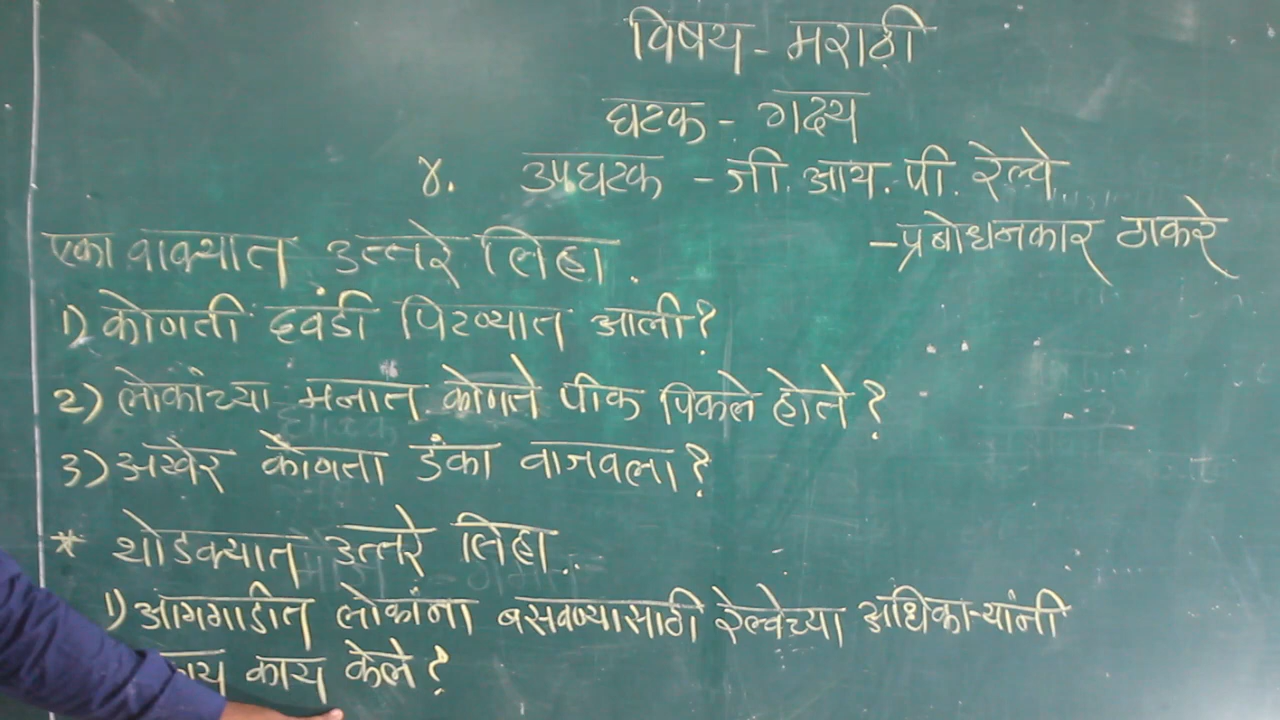 विषय - मराठी
घटक - गद्य
४. उपघटक - जी. आय. पी. रेल्वे
- प्रबोधनकार ठाकरे
एका वाक्यात उत्तरे लिहा.
1) कोणती दवंडी पिटण्यात आली?
2) लोकांच्या मनात कोणते पीक पिकले होते?
3) अखेर कोणता डंका वाजवला?
* थोडक्यात उत्तरे लिहा.
1) आगगाडीत लोकांना बसवण्यासाठी रेल्वेच्या अधिकाऱ्यांनी
काय केले?